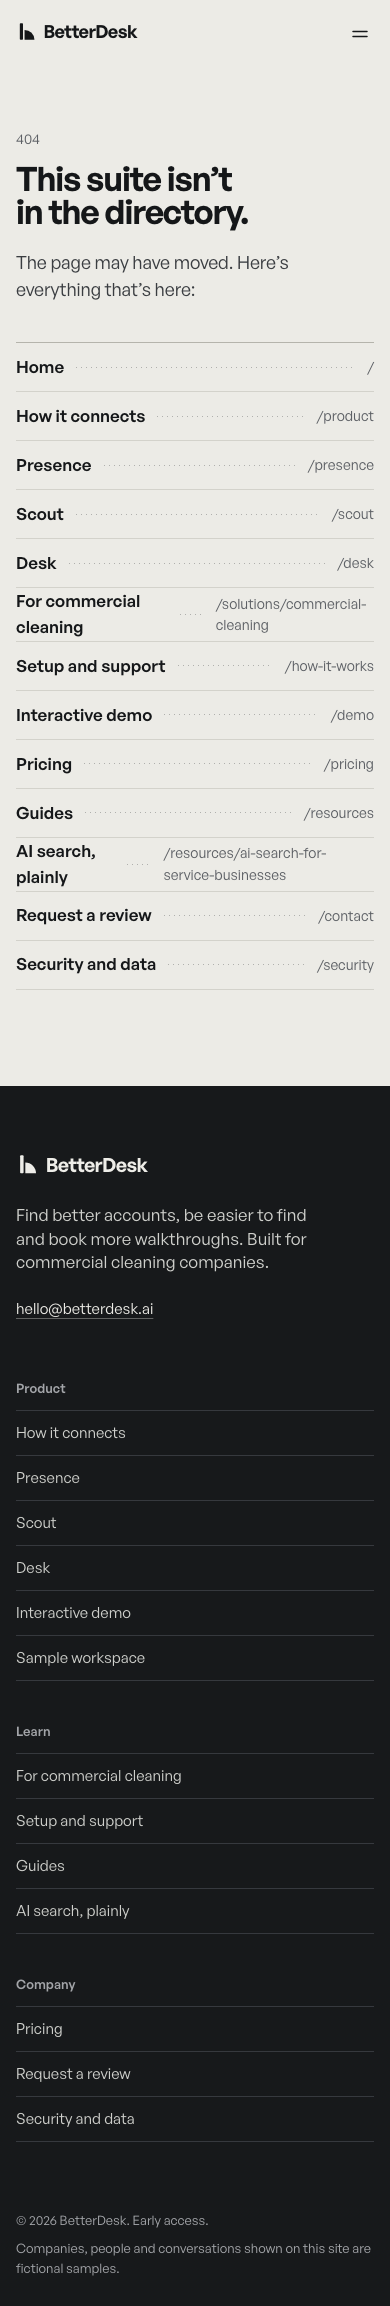 BetterDesk
404
This suite isn’t
in the directory.
The page may have moved. Here’s
everything that’s here:
Home /
How it connects /product
Presence /presence
Scout /scout
Desk /desk
For commercial /solutions/commercial-
cleaning cleaning
Setup and support /how-it-works
Interactive demo /demo
Pricing /pricing
Guides /resources
AI search, /resources/ai-search-for-
plainly service-businesses
Request a review /contact
Security and data /security
BetterDesk
Find better accounts, be easier to find
and book more walkthroughs. Built for
commercial cleaning companies.
hello@betterdesk.ai
Product
How it connects
Presence
Scout
Desk
Interactive demo
Sample workspace
Learn
For commercial cleaning
Setup and support
Guides
AI search, plainly
Company
Pricing
Request a review
Security and data
© 2026 BetterDesk. Early access.
Companies, people and conversations shown on this site are
fictional samples.